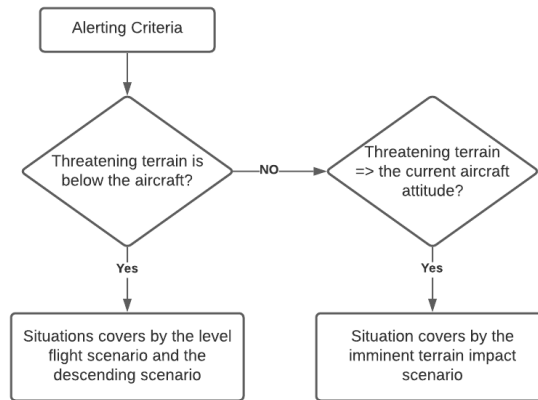 Alerting Criteria
Threatening terrain is
below the aircraft?
NO
Threatening terrain
=> the current aircraft
attitude?
Yes
Yes
Situations covers by the level
flight scenario and the
descending scenario
Situation covers by the
imminent terrain impact
scenario